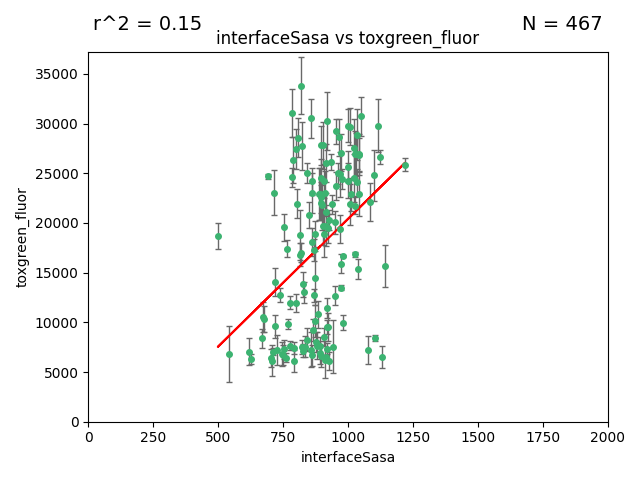 r^2 = 0.15
N = 467
interfaceSasa vs toxgreen_fluor
35000
30000
25000
20000
15000
10000
5000
0
toxgreen_fluor
0 250 500 750 1000 1250 1500 1750 2000
interfaceSasa